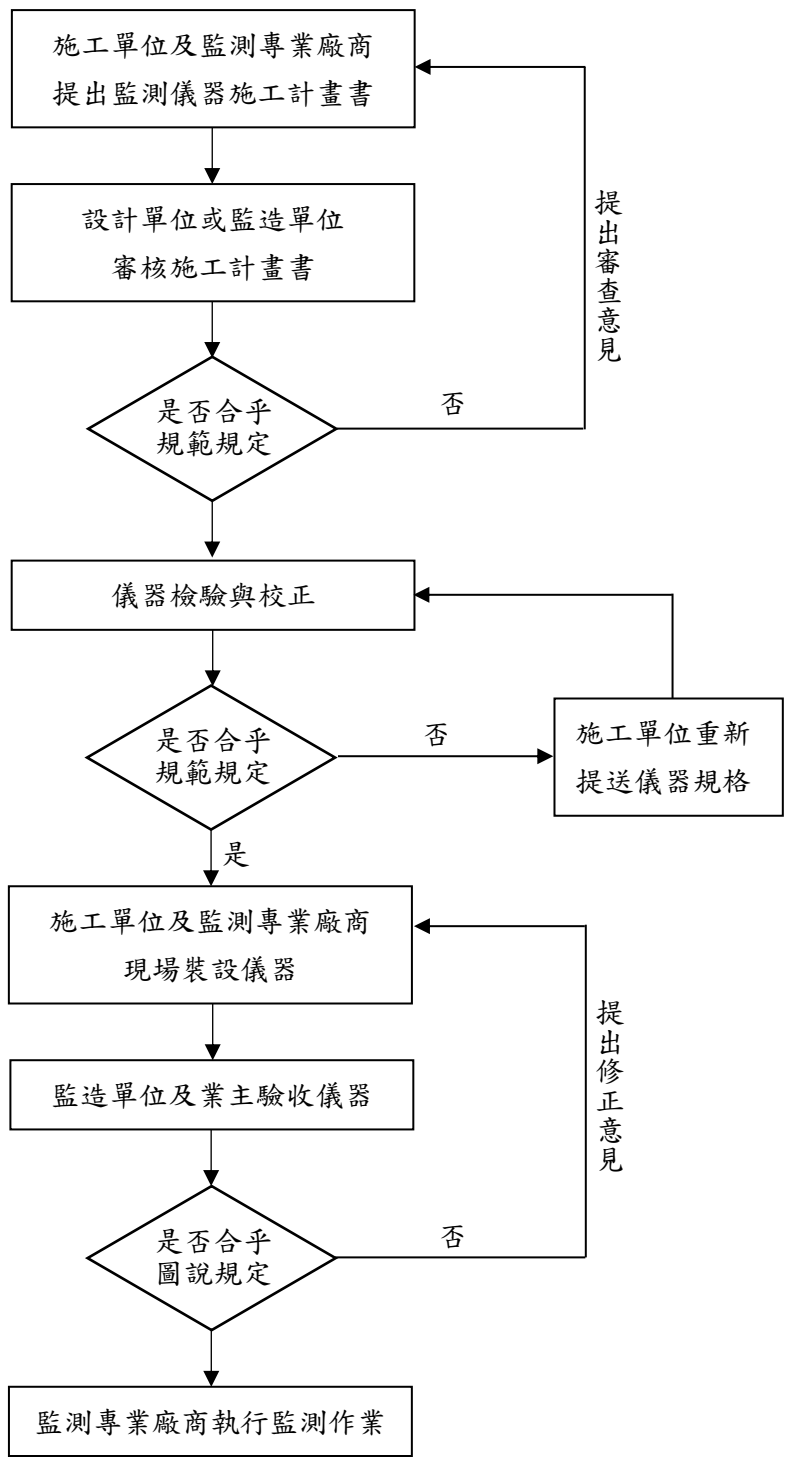 施工單位及監測專業廠商
提出監測儀器施工計畫書
設計單位或監造單位
審核施工計畫書
提出審查意見
是否合乎
規範規定
否
儀器檢驗與校正
是否合乎
規範規定
否
施工單位重新
提送儀器規格
是
施工單位及監測專業廠商
現場裝設儀器
監造單位及業主驗收儀器
提出修正意見
是否合乎
圖說規定
否
監測專業廠商執行監測作業